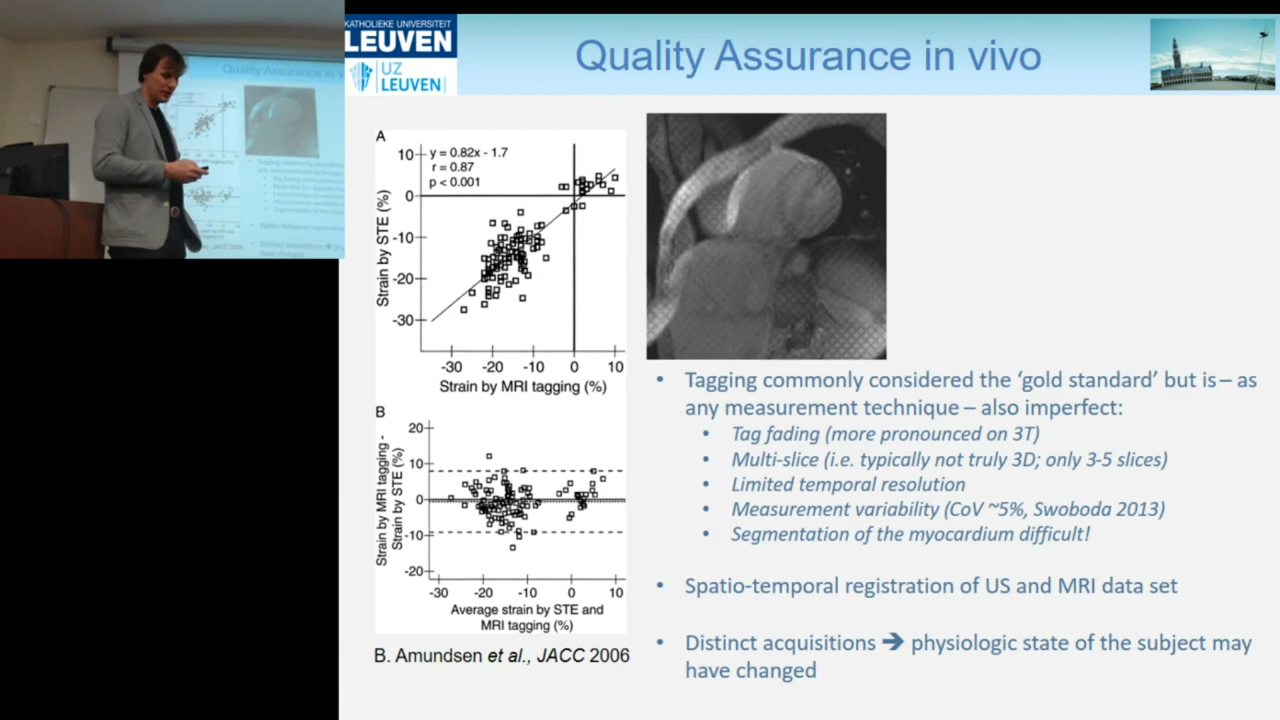 KATHOLIEKE UNIVERSITEIT
LEUVEN
UZ
LEUVEN
Quality Assurance in vivo
A
10
0
-10
-20
-30
y = 0.82x - 1.7
r = 0.87
p < 0.001
Strain by STE (%)
-30 -20 -10 0 10
Strain by MRI tagging (%)
B
20
10
0
-10
-20
Strain by MRI tagging -
Strain by STE (%)
-30 -20 -10 0 10
Average strain by STE and
MRI tagging (%)
B. Amundsen et al., JACC 2006
• Tagging commonly considered the ‘gold standard’ but is – as
any measurement technique – also imperfect:
• Tag fading (more pronounced on 3T)
• Multi-slice (i.e. typically not truly 3D; only 3-5 slices)
• Limited temporal resolution
• Measurement variability (CoV ~5%, Swoboda 2013)
• Segmentation of the myocardium difficult!
• Spatio-temporal registration of US and MRI data set
• Distinct acquisitions ➔ physiologic state of the subject may
have changed
Quality Assurance in v